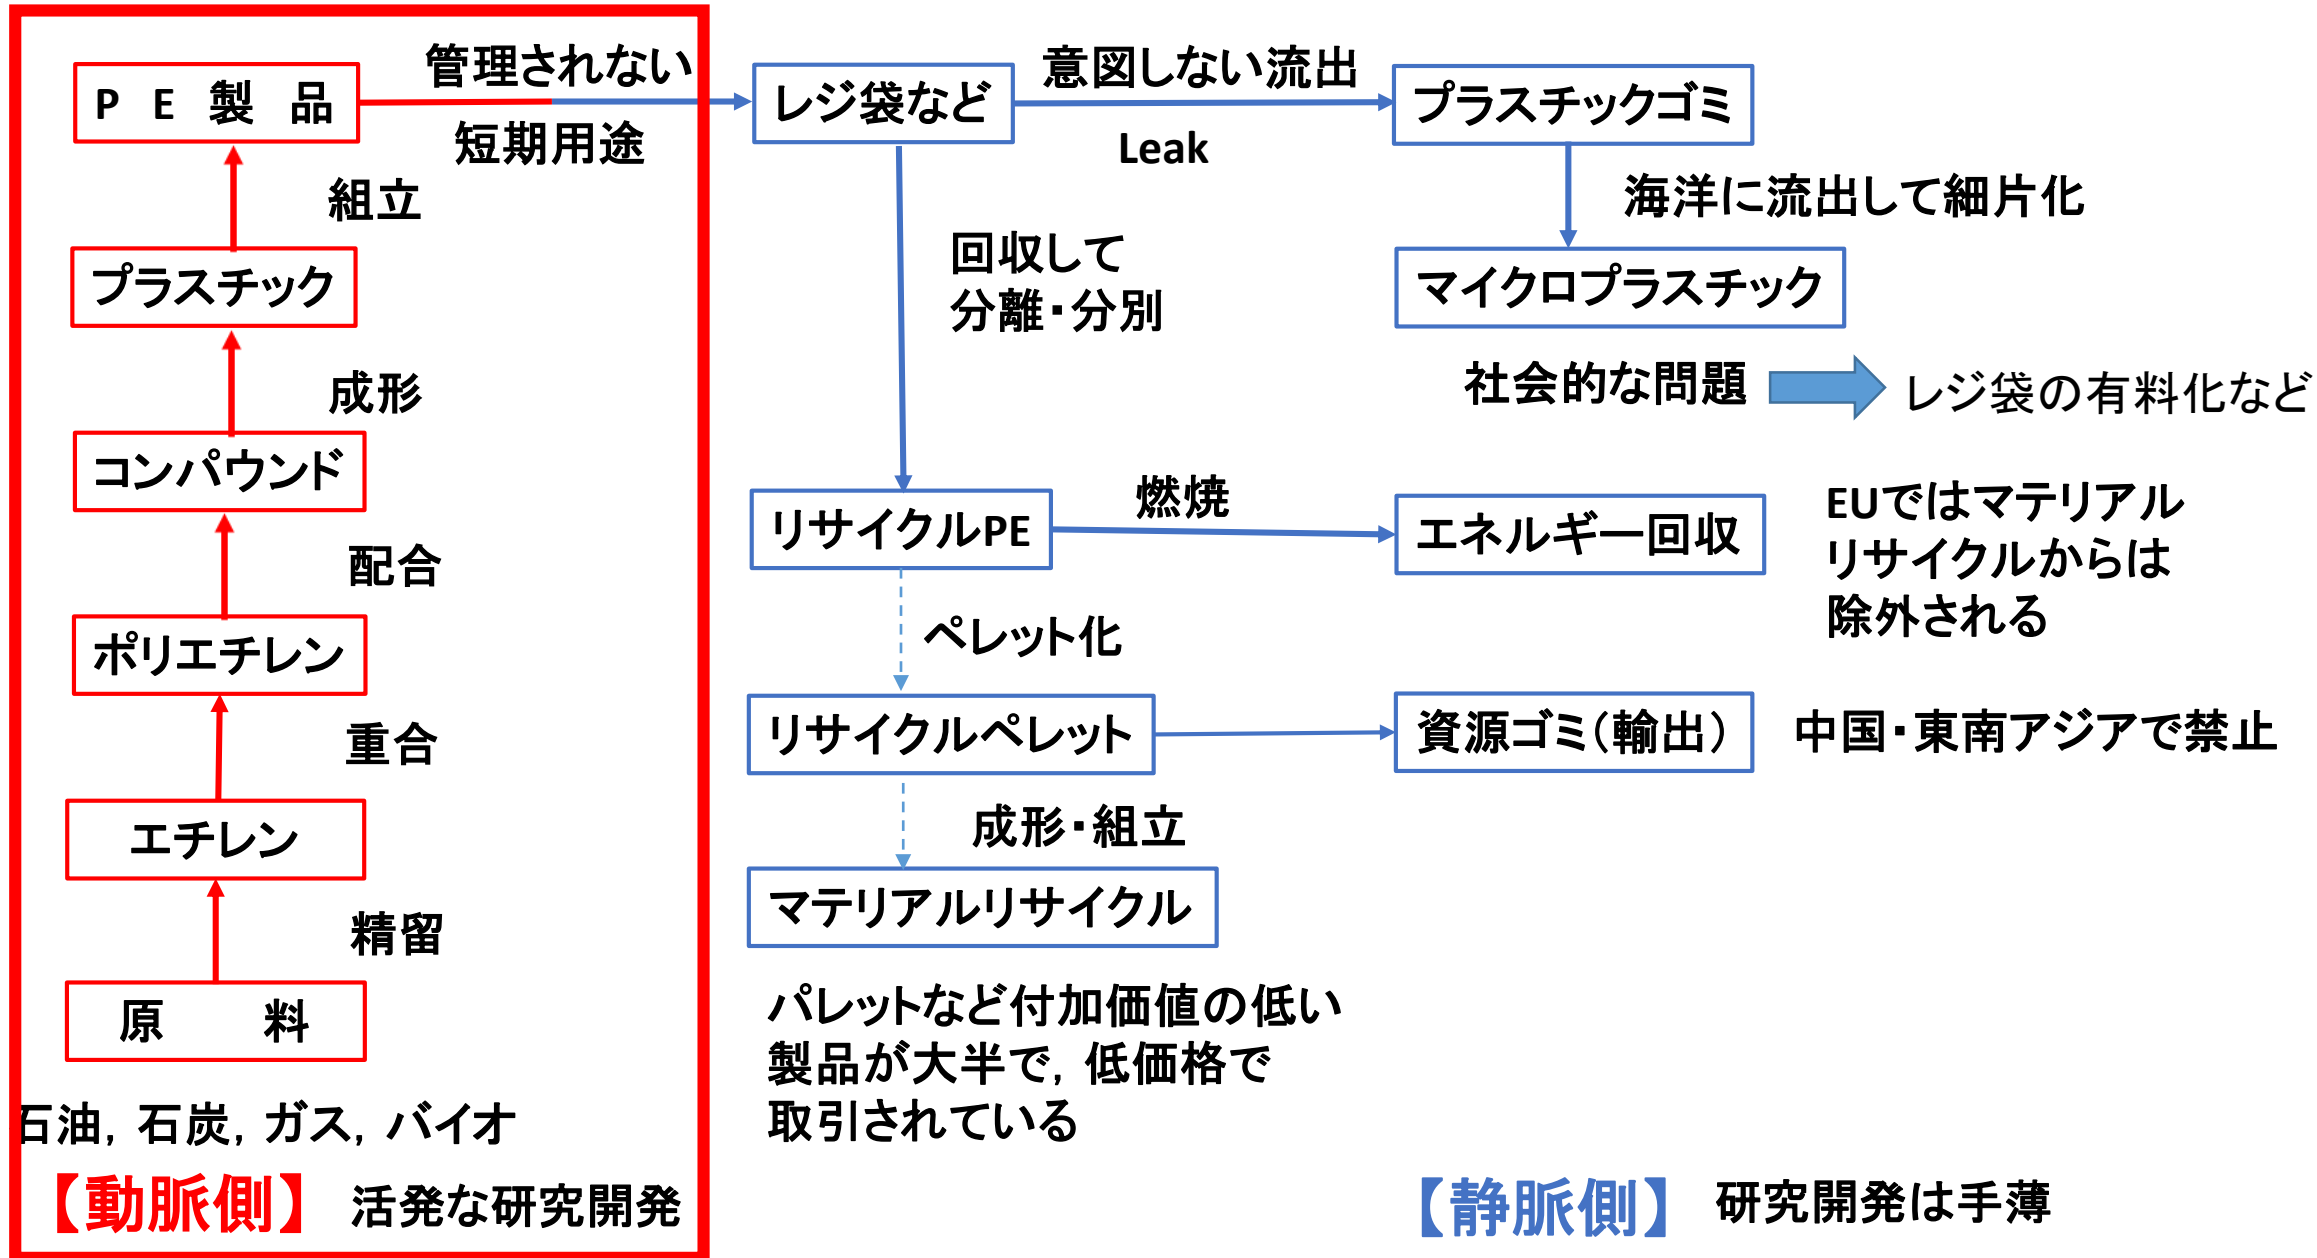 PE製品
管理されない
短期用途
組立
プラスチック
成形
コンパウンド
配合
ポリエチレン
重合
エチレン
精留
原料
石油，石炭，ガス，バイオ
【動脈側】 活発な研究開発
レジ袋など
意図しない流出
Leak
プラスチックゴミ
海洋に流出して細片化
マイクロプラスチック
社会的な問題
レジ袋の有料化など
回収して
分離・分別
リサイクルPE
燃焼
エネルギー回収
EUではマテリアル
リサイクルからは
除外される
ペレット化
リサイクルペレット
資源ゴミ（輸出）
中国・東南アジアで禁止
成形・組立
マテリアルリサイクル
パレットなど付加価値の低い
製品が大半で，低価格で
取引されている
【静脈側】 研究開発は手薄